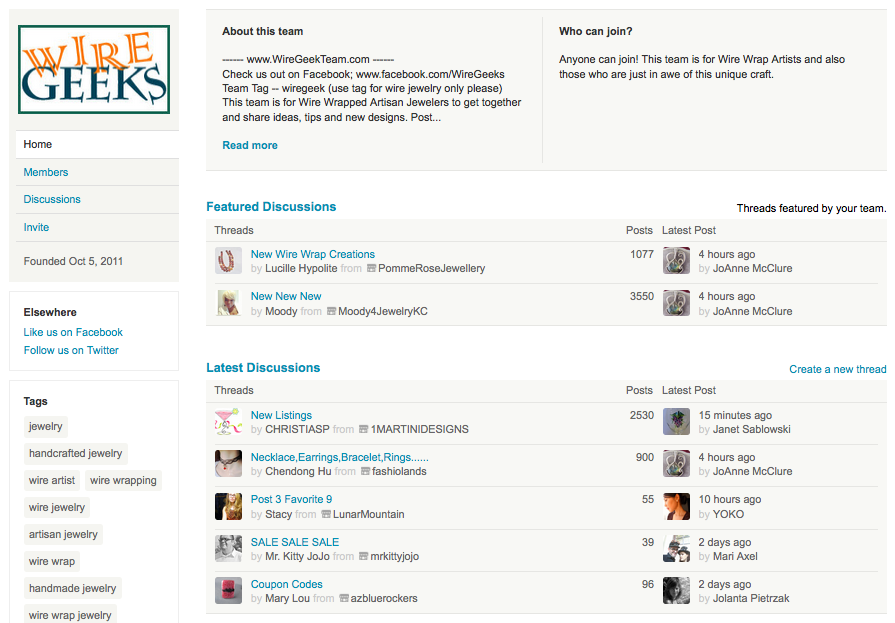 WIRE
GEEKS
Home
Members
Discussions
Invite
Founded Oct 5, 2011
Elsewhere
Like us on Facebook
Follow us on Twitter
Tags
jewelry
handcrafted jewelry
wire artist wire wrapping
wire jewelry
artisan jewelry
wire wrap
handmade jewelry
wire wrap jewelry
About this team
------ www.WireGeekTeam.com ------
Check us out on Facebook; www.facebook.com/WireGeeks
Team Tag -- wiregeek (use tag for wire jewelry only please)
This team is for Wire Wrapped Artisan Jewelers to get together
and share ideas, tips and new designs. Post...
Read more
Who can join?
Anyone can join! This team is for Wire Wrap Artists and also
those who are just in awe of this unique craft.
Featured Discussions Threads featured by your team.
Threads Posts Latest Post
New Wire Wrap Creations 1077 4 hours ago
by Lucille Hypolite from PommeRoseJewellery by JoAnne McClure
New New New 3550 4 hours ago
by Moody from Moody4JewelryKC by JoAnne McClure
Latest Discussions Create a new thread
Threads Posts Latest Post
New Listings 2530 15 minutes ago
by CHRISTIASP from 1MARTINIDESIGNS by Janet Sablowski
Necklace,Earrings,Bracelet,Rings...... 900 4 hours ago
by Chendong Hu from fashiolands by JoAnne McClure
Post 3 Favorite 9 55 10 hours ago
by Stacy from LunarMountain by YOKO
SALE SALE SALE 39 2 days ago
by Mr. Kitty JoJo from mrkittyjojo by Mari Axel
Coupon Codes 96 2 days ago
by Mary Lou from azbluerockers by Jolanta Pietrzak